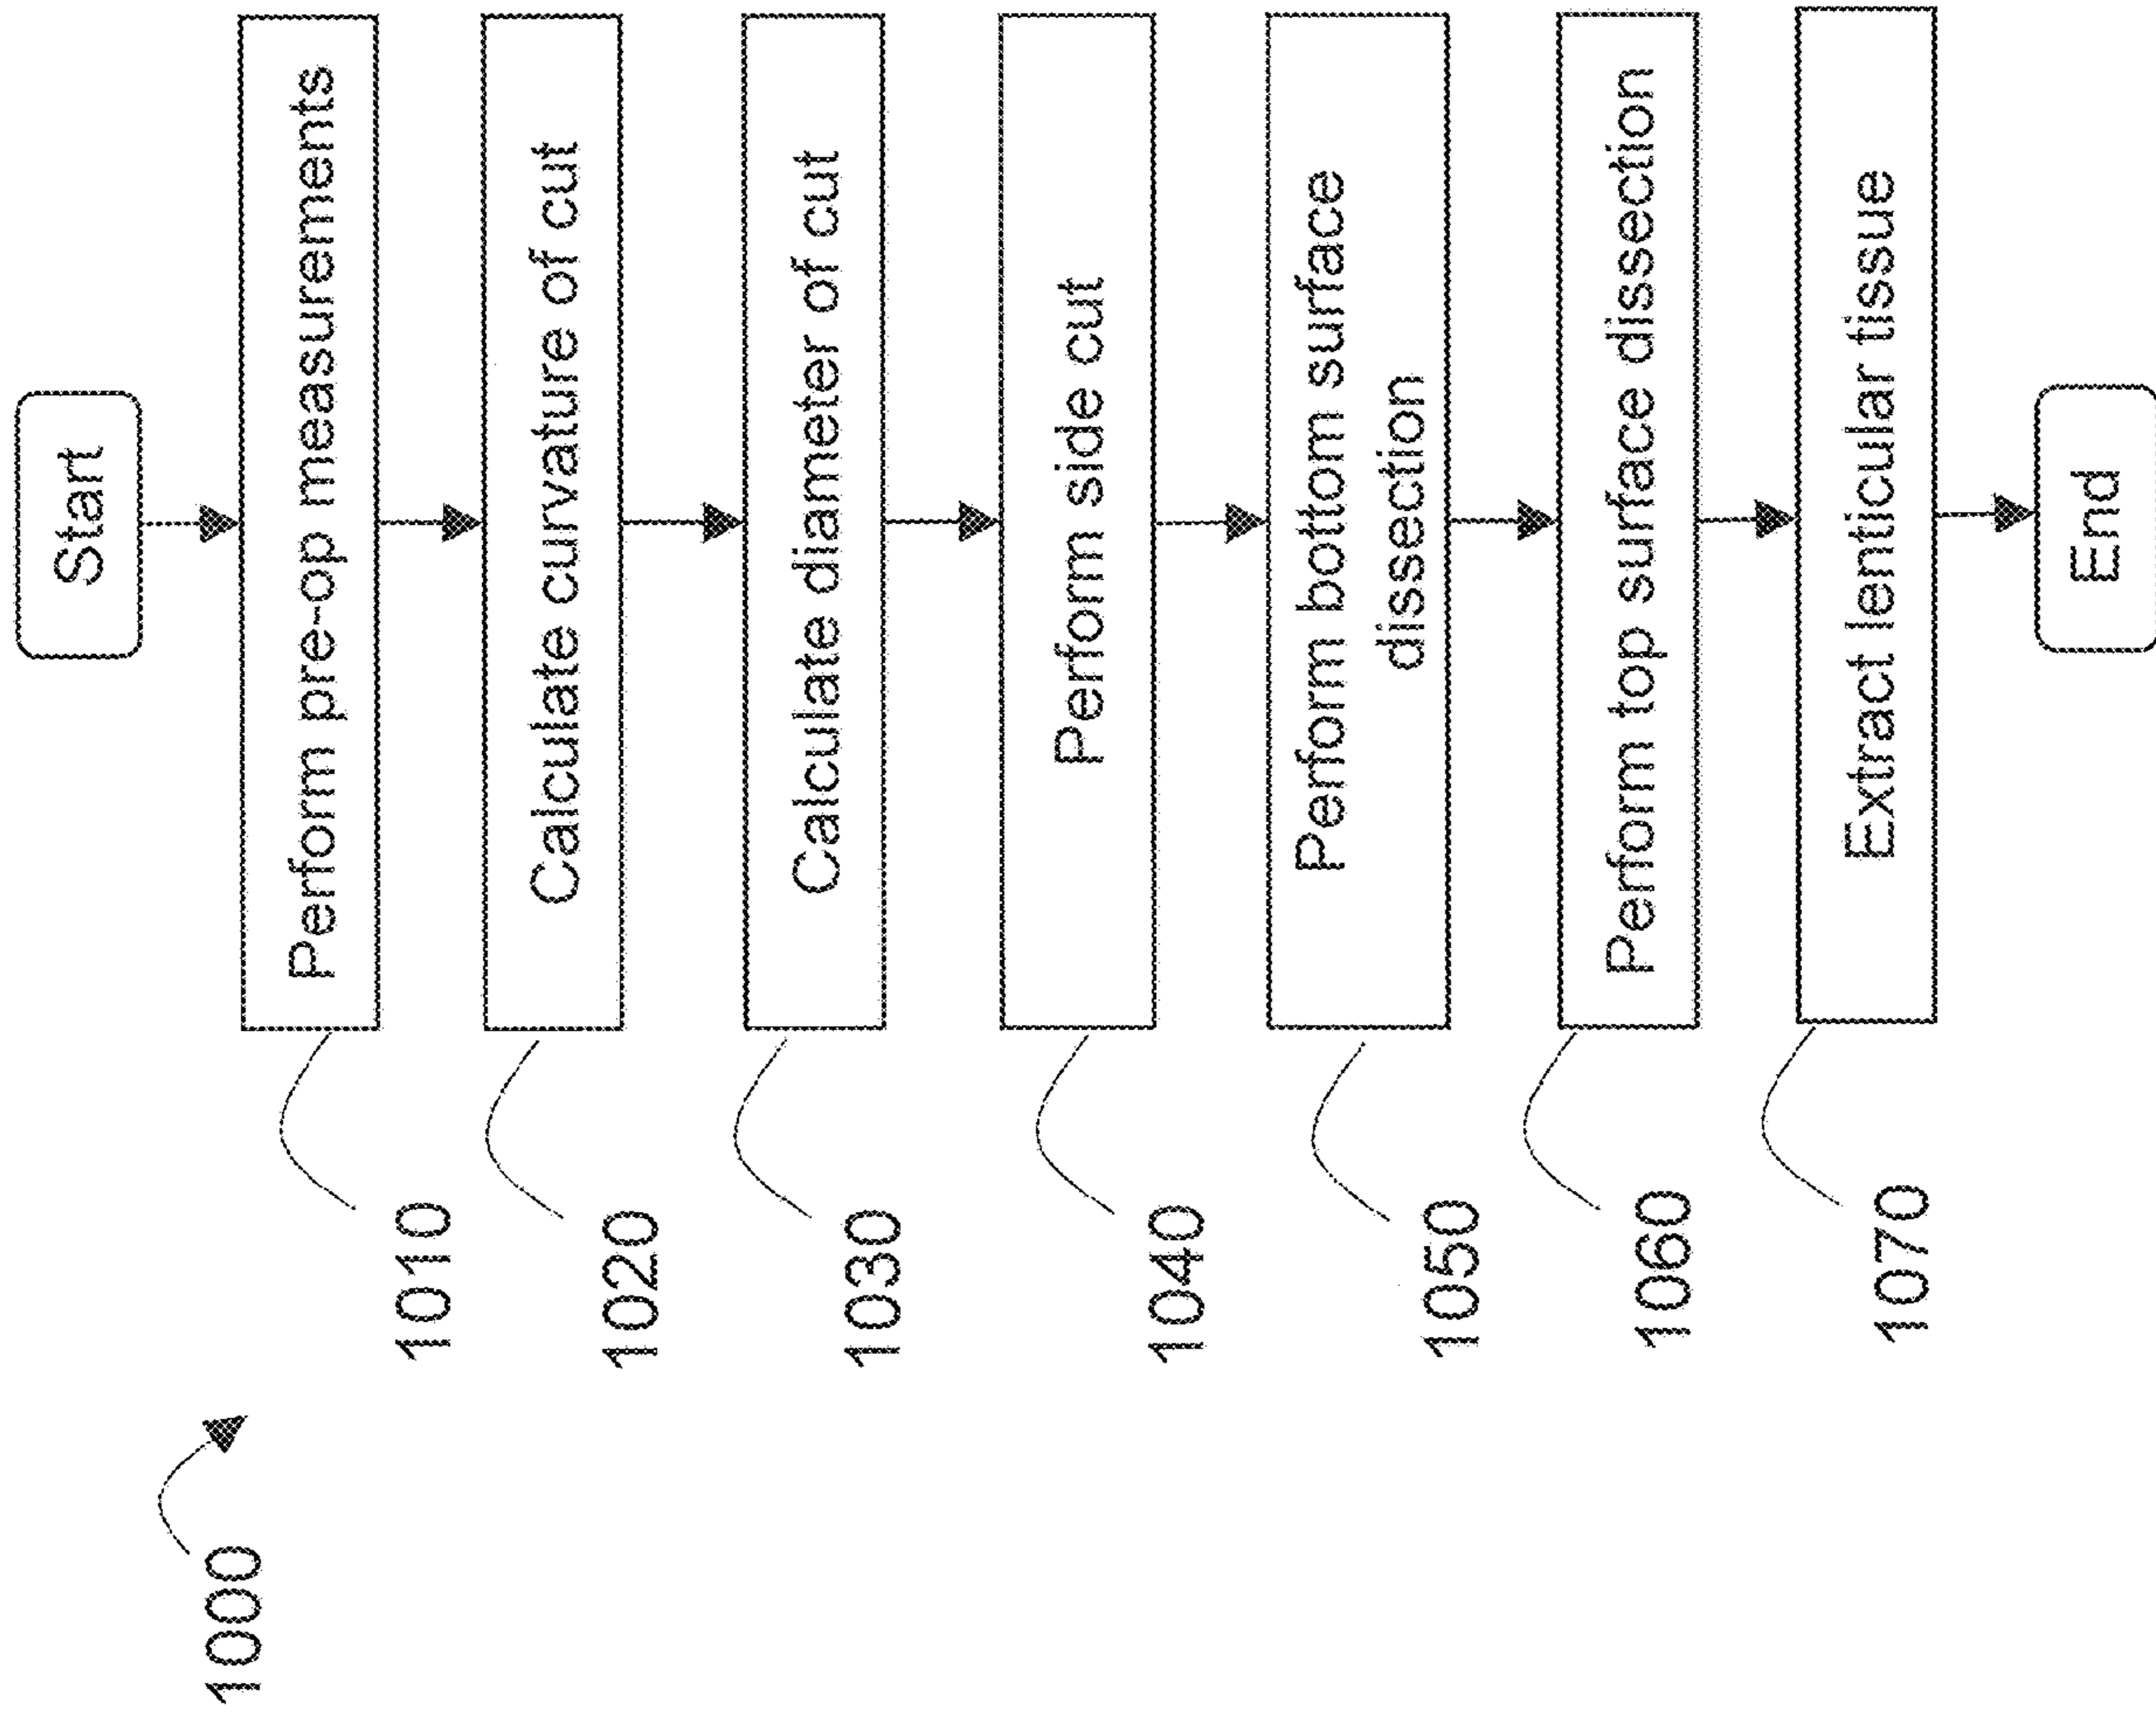 1000
Start
1010
Perform pre-op measurements
1020
Calculate curvature of cut
1030
Calculate diameter of cut
1040
Perform side cut
1050
Perform bottom surface
dissection
1060
Perform top surface dissection
1070
Extract lenticular tissue
End